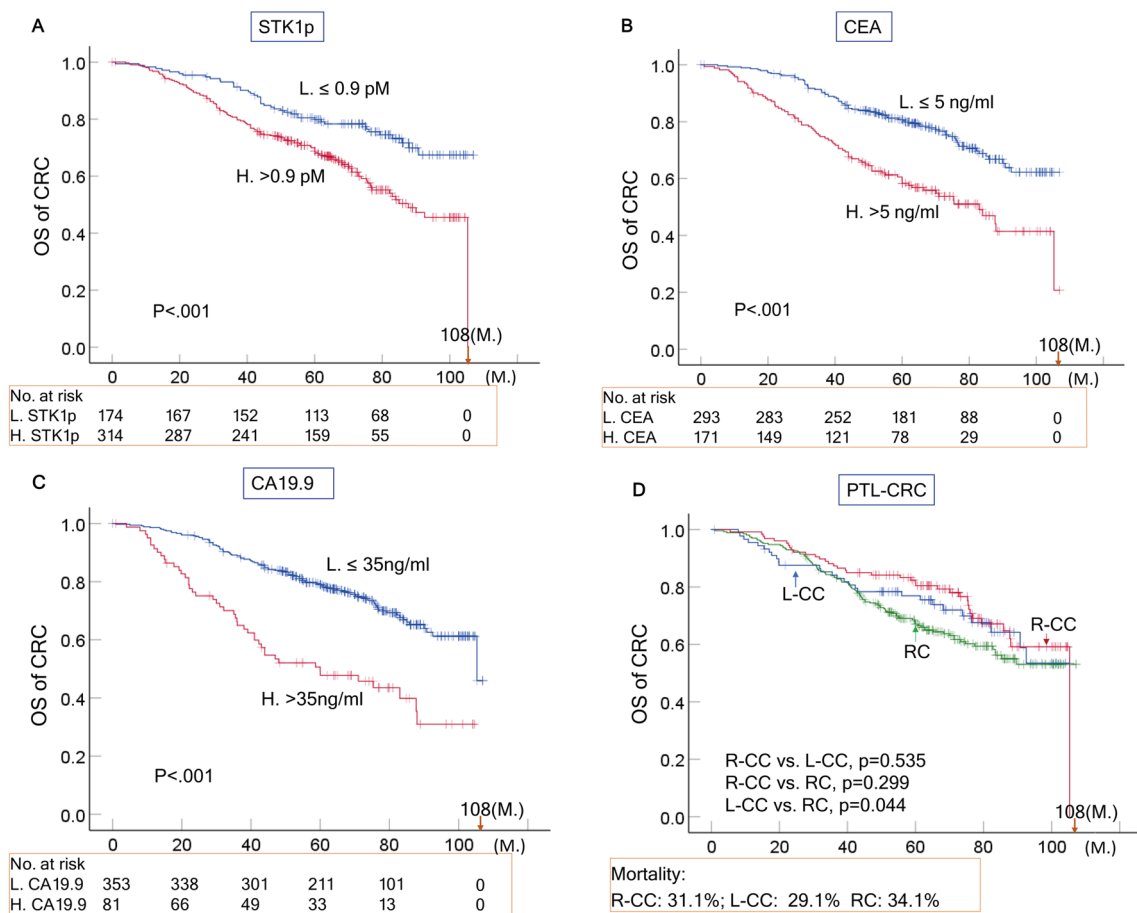 A
STK1p
OS of CRC
1.0
0.8
0.6
0.4
0.2
0.0
L. ≤ 0.9 pM
H. >0.9 pM
P<.001
108(M.)
0 20 40 60 80 100 (M.)
No. at risk
L. STK1p 174 167 152 113 68 0
H. STK1p 314 287 241 159 55 0
B
CEA
OS of CRC
1.0
0.8
0.6
0.4
0.2
0.0
L. ≤ 5 ng/ml
H. >5 ng/ml
P<.001
108(M.)
0 20 40 60 80 100 (M.)
No. at risk
L. CEA 293 283 252 181 88 0
H. CEA 171 149 121 78 29 0
C
CA19.9
OS of CRC
1.0
0.8
0.6
0.4
0.2
0.0
L. ≤ 35ng/ml
H. >35ng/ml
P<.001
108(M.)
0 20 40 60 80 100 (M.)
No. at risk
L. CA19.9 353 338 301 211 101 0
H. CA19.9 81 66 49 33 13 0
D
PTL-CRC
OS of CRC
1.0
0.8
0.6
0.4
0.2
0.0
L-CC
R-CC
RC
R-CC vs. L-CC, p=0.535
R-CC vs. RC, p=0.299
L-CC vs. RC, p=0.044
108(M.)
0 20 40 60 80 100 (M.)
Mortality:
R-CC: 31.1%; L-CC: 29.1% RC: 34.1%